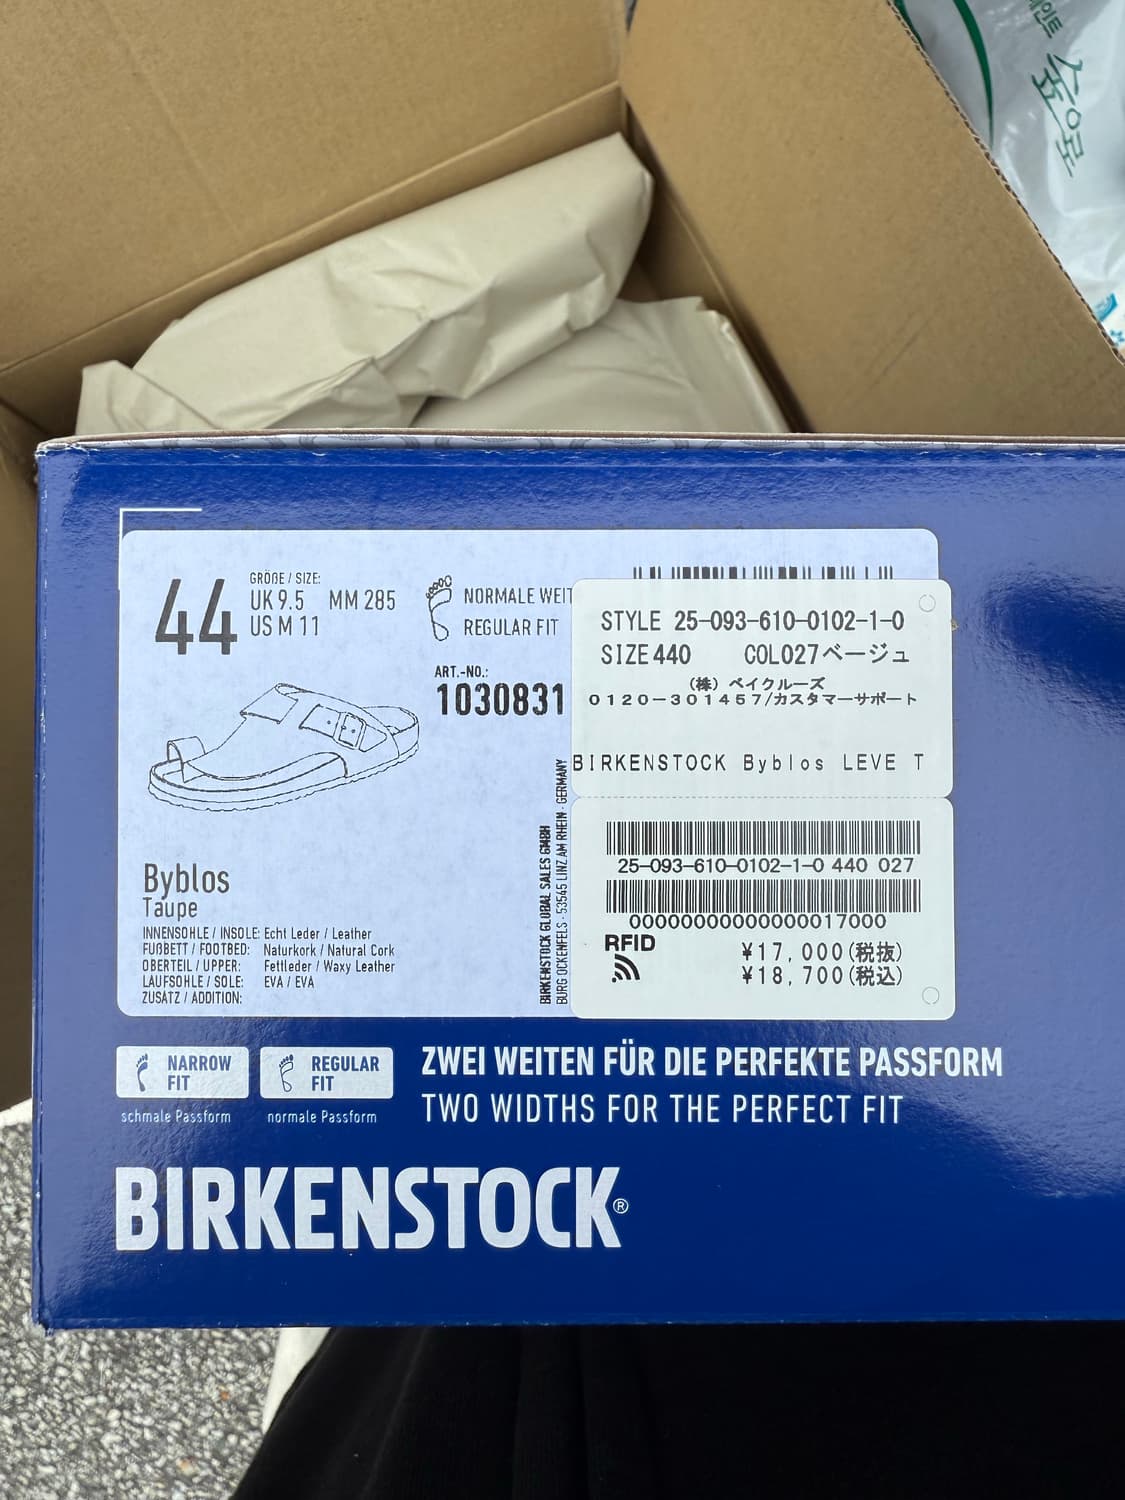 수오로
44
GRÖßE / SIZE:
UK 9.5 MM 285
US M 11
NORMALE WEIT
REGULAR FIT
ART.-NO.:
1030831
Byblos
Taupe
INNENSOHLE / INSOLE: Echt Leder / Leather
FUẞBETT / FOOTBED: Naturkork / Natural Cork
OBERTEIL / UPPER: Fettleder / Waxy Leather
LAUFSOHLE / SOLE: EVA / EVA
ZUSATZ / ADDITION:
BIRKENSTOCK GLOBAL SALES GMBH
BURG OCKENFELS · 53545 LINZ AM RHEIN · GERMANY
STYLE 25-093-610-0102-1-0
SIZE 440 COL027ベージュ
(株) ベイクルーズ
0120-301457/カスタマーサポート
BIRKENSTOCK Byblos LEVE T
25-093-610-0102-1-0 440 027
00000000000000017000
RFID
¥17,000(税抜)
¥18,700(税込)
NARROW
FIT
schmale Passform
REGULAR
FIT
normale Passform
ZWEI WEITEN FÜR DIE PERFEKTE PASSFORM
TWO WIDTHS FOR THE PERFECT FIT
BIRKENSTOCK®